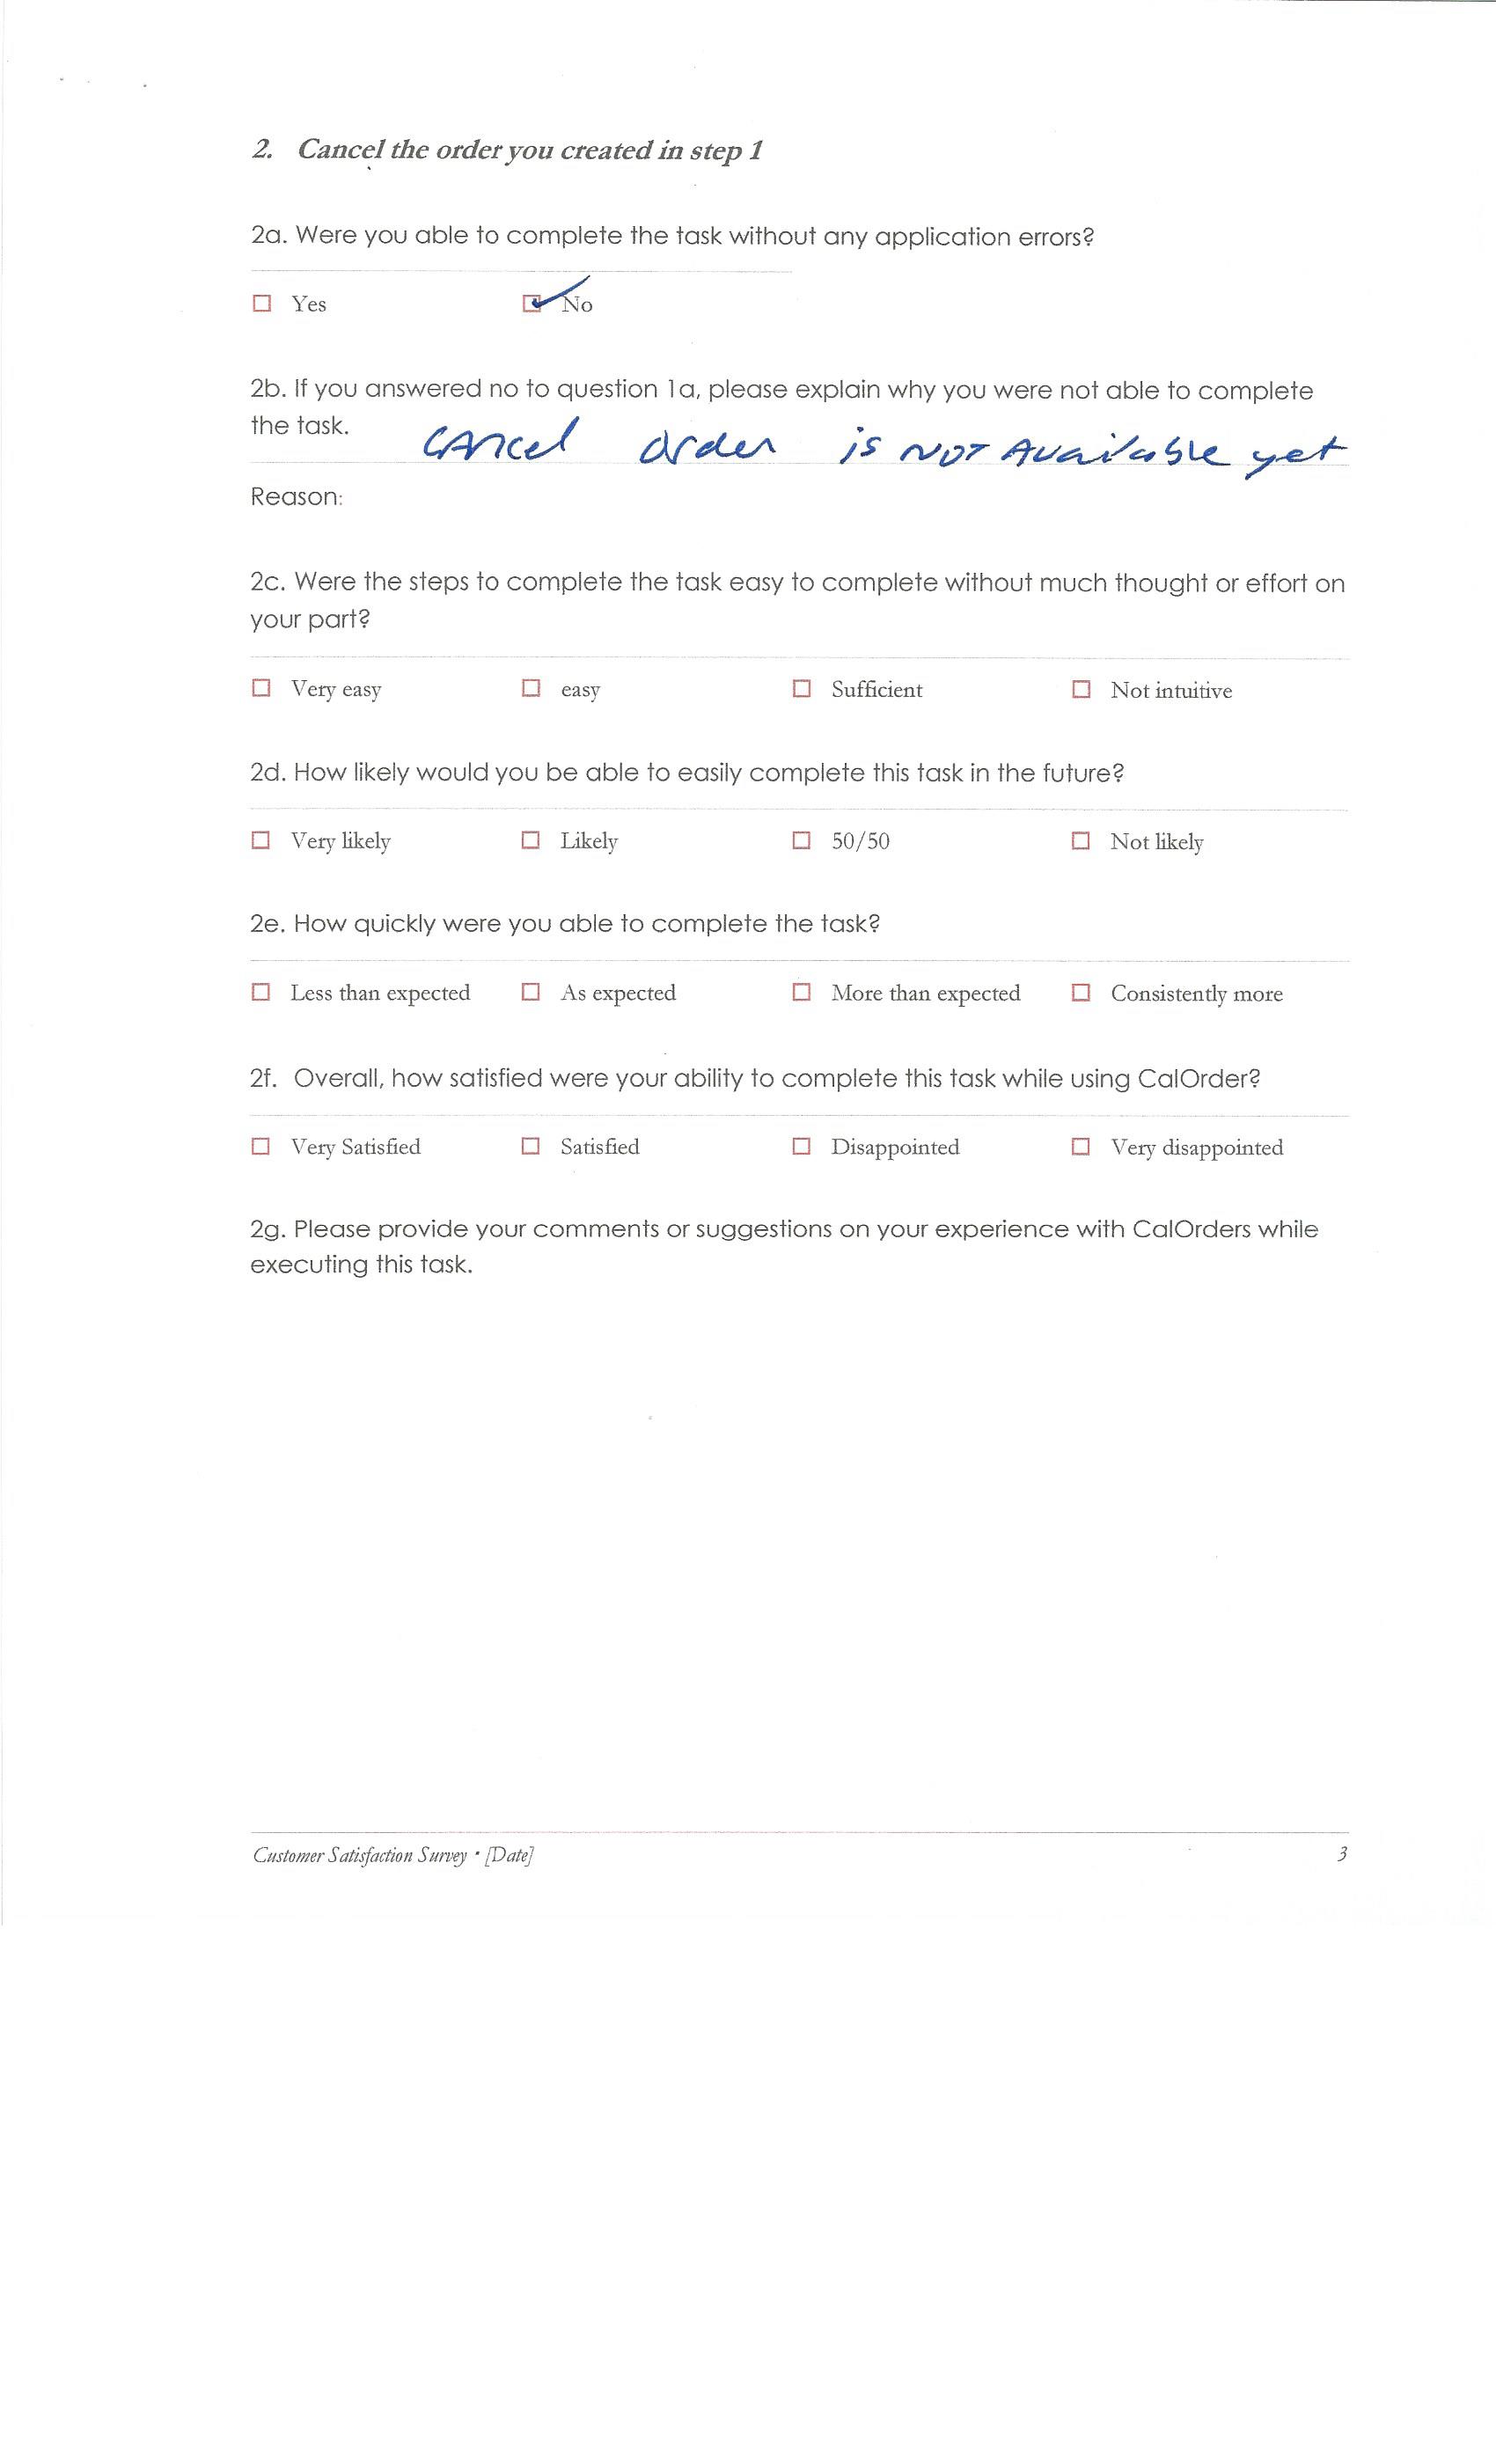 2. Cancel the order you created in step 1
2a. Were you able to complete the task without any application errors?
☐ Yes ☑ No
2b. If you answered no to question 1a, please explain why you were not able to complete
the task. Cancel order is NOT Available yet
Reason:
2c. Were the steps to complete the task easy to complete without much thought or effort on
your part?
☐ Very easy ☐ easy ☐ Sufficient ☐ Not intuitive
2d. How likely would you be able to easily complete this task in the future?
☐ Very likely ☐ Likely ☐ 50/50 ☐ Not likely
2e. How quickly were you able to complete the task?
☐ Less than expected ☐ As expected ☐ More than expected ☐ Consistently more
2f. Overall, how satisfied were your ability to complete this task while using CalOrder?
☐ Very Satisfied ☐ Satisfied ☐ Disappointed ☐ Very disappointed
2g. Please provide your comments or suggestions on your experience with CalOrders while
executing this task.
Customer Satisfaction Survey • [Date] 3